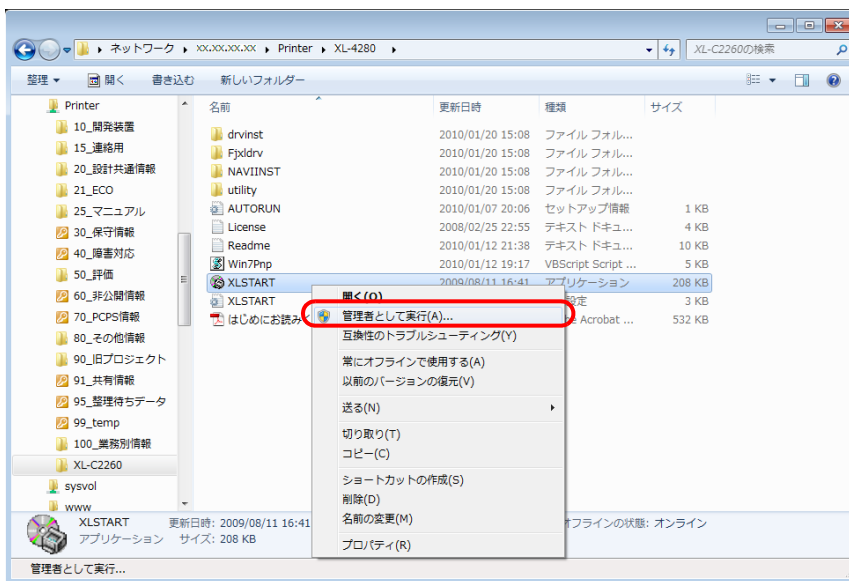 ネットワーク ▸ xx.xx.xx.xx ▸ Printer ▸ XL-4280 ▸
XL-C2260の検索
整理 開く 書き込む 新しいフォルダー
Printer
10_開発装置
15_連絡用
20_設計共通情報
21_ECO
25_マニュアル
30_保守情報
40_障害対応
50_評価
60_非公開情報
70_PCPS情報
80_その他情報
90_旧プロジェクト
91_共有情報
95_整理待ちデータ
99_temp
100_業務別情報
XL-C2260
sysvol
www
名前 更新日時 種類 サイズ
drvinst 2010/01/20 15:08 ファイル フォル...
Fjxldrv 2010/01/20 15:08 ファイル フォル...
NAVIINST 2010/01/20 15:08 ファイル フォル...
utility 2010/01/20 15:08 ファイル フォル...
AUTORUN 2010/01/07 20:06 セットアップ情報 1 KB
License 2008/02/25 22:55 テキスト ドキュ... 4 KB
Readme 2010/01/12 21:38 テキスト ドキュ... 10 KB
Win7Pnp 2010/01/12 19:17 VBScript Script ... 5 KB
XLSTART 2009/08/11 16:41 アプリケーション 208 KB
XLSTART 設定 3 KB
はじめにお読み Acrobat ... 532 KB
開く(O)
管理者として実行(A)...
互換性のトラブルシューティング(Y)
常にオフラインで使用する(A)
以前のバージョンの復元(V)
送る(N)
切り取り(T)
コピー(C)
ショートカットの作成(S)
削除(D)
名前の変更(M)
プロパティ(R)
XLSTART 更新日時: 2009/08/11 16:41 オフラインの状態: オンライン
アプリケーション サイズ: 208 KB
管理者として実行...